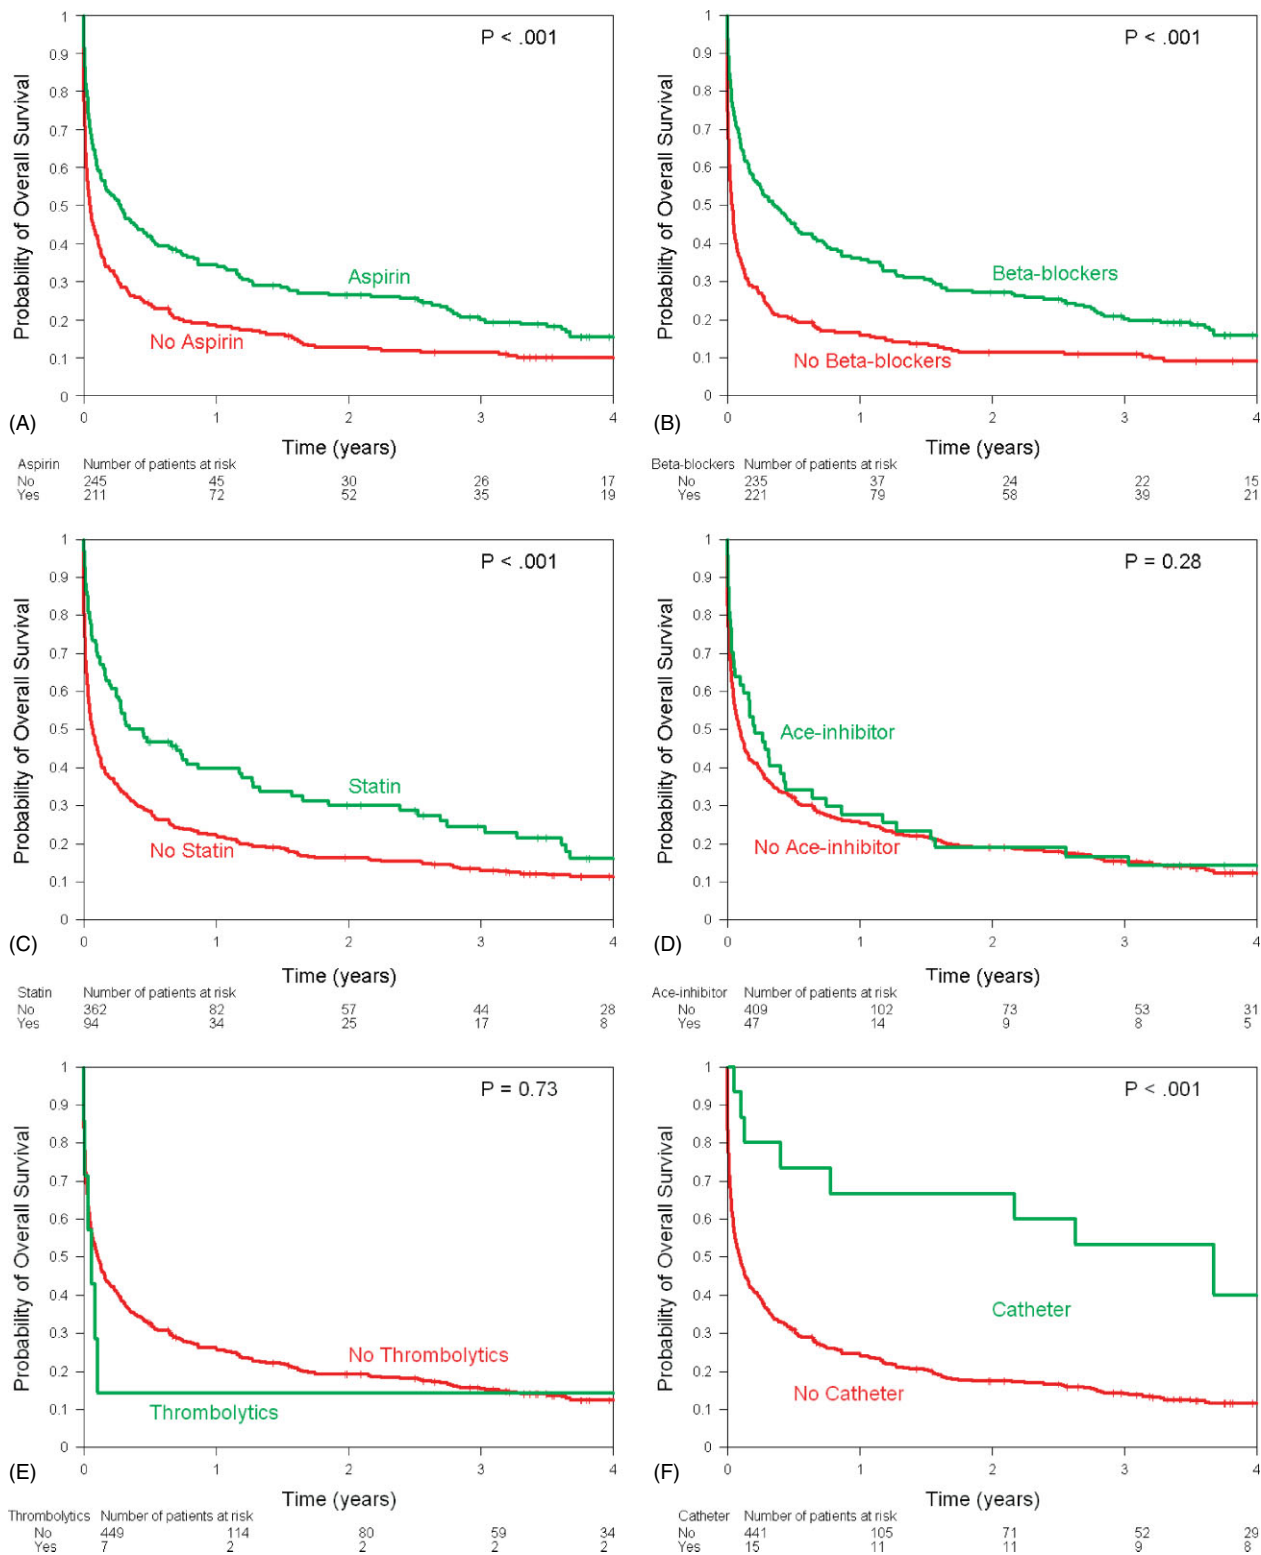 P < .001
Probability of Overall Survival
1
0.9
0.8
0.7
0.6
0.5
0.4
0.3
0.2
0.1
0
Aspirin
No Aspirin
0 1 2 3 4
(A)
Time (years)
Aspirin Number of patients at risk
No 245 45 30 26 17
Yes 211 72 52 35 19
P < .001
Probability of Overall Survival
1
0.9
0.8
0.7
0.6
0.5
0.4
0.3
0.2
0.1
0
Beta-blockers
No Beta-blockers
0 1 2 3 4
(B)
Time (years)
Beta-blockers Number of patients at risk
No 235 37 24 22 15
Yes 221 79 58 39 21
P < .001
Probability of Overall Survival
1
0.9
0.8
0.7
0.6
0.5
0.4
0.3
0.2
0.1
0
Statin
No Statin
0 1 2 3 4
(C)
Time (years)
Statin Number of patients at risk
No 362 82 57 44 28
Yes 94 34 25 17 8
P = 0.28
Probability of Overall Survival
1
0.9
0.8
0.7
0.6
0.5
0.4
0.3
0.2
0.1
0
Ace-inhibitor
No Ace-inhibitor
0 1 2 3 4
(D)
Time (years)
Ace-inhibitor Number of patients at risk
No 409 102 73 53 31
Yes 47 14 9 8 5
P = 0.73
Probability of Overall Survival
1
0.9
0.8
0.7
0.6
0.5
0.4
0.3
0.2
0.1
0
No Thrombolytics
Thrombolytics
0 1 2 3 4
(E)
Time (years)
Thrombolytics Number of patients at risk
No 449 114 80 59 34
Yes 7 2 2 2 2
P < .001
Probability of Overall Survival
1
0.9
0.8
0.7
0.6
0.5
0.4
0.3
0.2
0.1
0
Catheter
No Catheter
0 1 2 3 4
(F)
Time (years)
Catheter Number of patients at risk
No 441 105 71 52 29
Yes 15 11 11 9 8